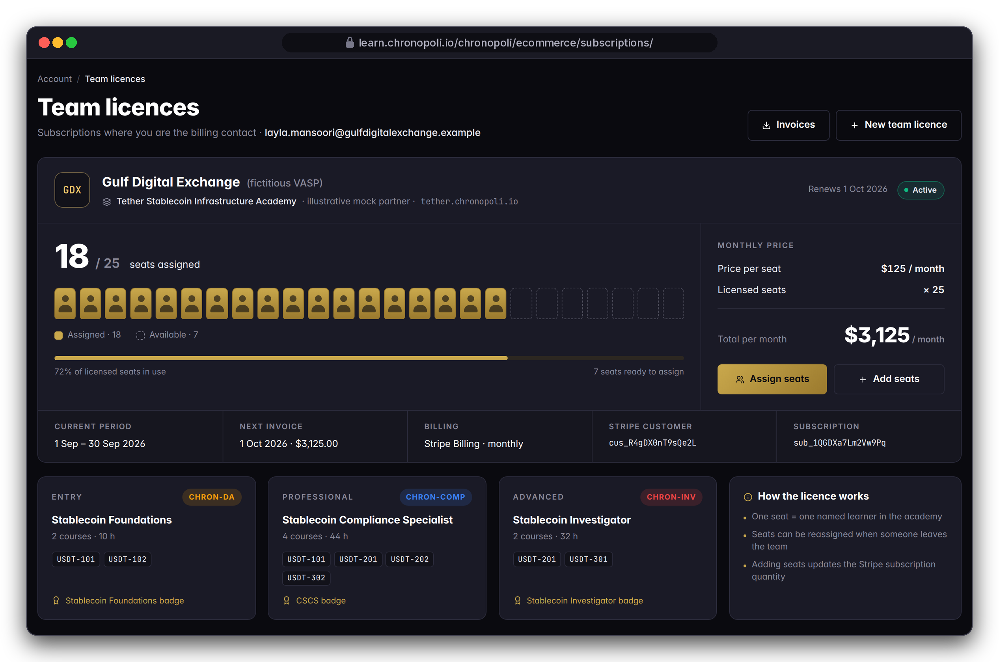 learn.chronopoli.io/chronopoli/ecommerce/subscriptions/
Account / Team licences
Team licences
Subscriptions where you are the billing contact · layla.mansoori@gulfdigitalexchange.example
Invoices
+ New team licence
GDX
Gulf Digital Exchange (fictitious VASP)
Tether Stablecoin Infrastructure Academy · illustrative mock partner · tether.chronopoli.io
Renews 1 Oct 2026
Active
18 / 25 seats assigned
Assigned · 18
Available · 7
72% of licensed seats in use
7 seats ready to assign
MONTHLY PRICE
Price per seat $125 / month
Licensed seats × 25
Total per month $3,125 / month
Assign seats
+ Add seats
CURRENT PERIOD
1 Sep – 30 Sep 2026
NEXT INVOICE
1 Oct 2026 · $3,125.00
BILLING
Stripe Billing · monthly
STRIPE CUSTOMER
cus_R4gDX0nT9sQe2L
SUBSCRIPTION
sub_1QGDXa7Lm2Vw9Pq
ENTRY
CHRON-DA
Stablecoin Foundations
2 courses · 10 h
USDT-101 USDT-102
Stablecoin Foundations badge
PROFESSIONAL
CHRON-COMP
Stablecoin Compliance Specialist
4 courses · 44 h
USDT-101 USDT-201 USDT-202
USDT-302
CSCS badge
ADVANCED
CHRON-INV
Stablecoin Investigator
2 courses · 32 h
USDT-201 USDT-301
Stablecoin Investigator badge
How the licence works
• One seat = one named learner in the academy
• Seats can be reassigned when someone leaves
the team
• Adding seats updates the Stripe subscription
quantity